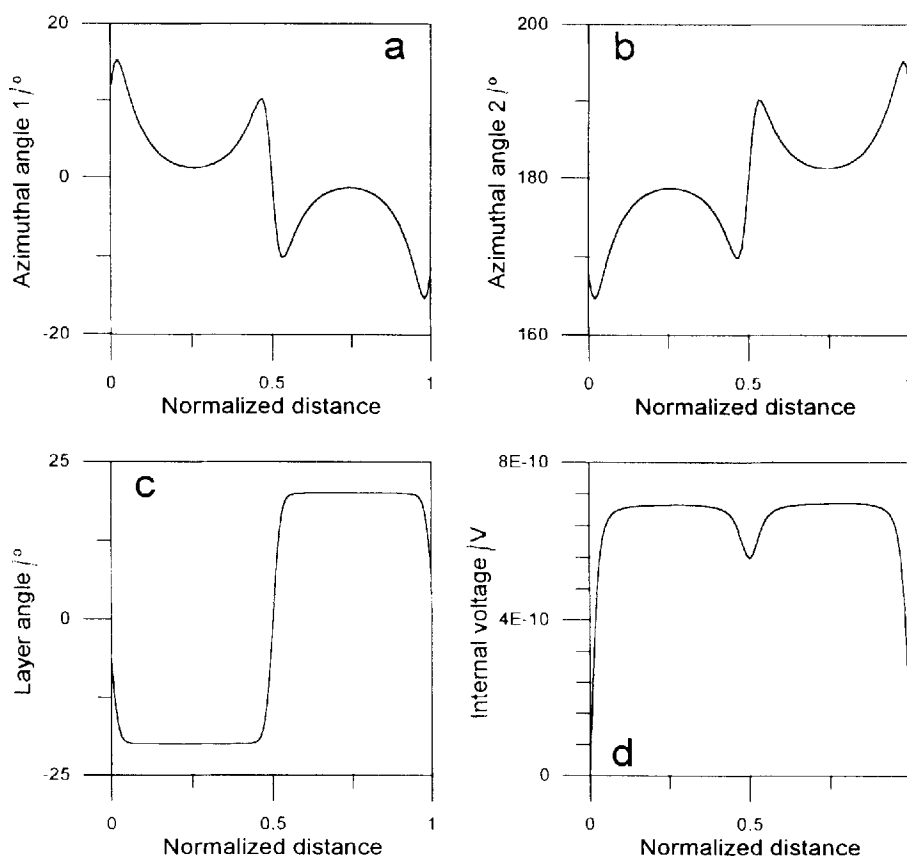 20
a
Azimuthal angle 1 /°
0
-20
0
0.5
1
Normalized distance
200
b
Azimuthal angle 2 /°
180
160
0
0.5
1
Normalized distance
25
c
Layer angle /°
0
-25
0
0.5
1
Normalized distance
8E-10
Internal voltage /V
4E-10
d
0
0
0.5
Normalized distance